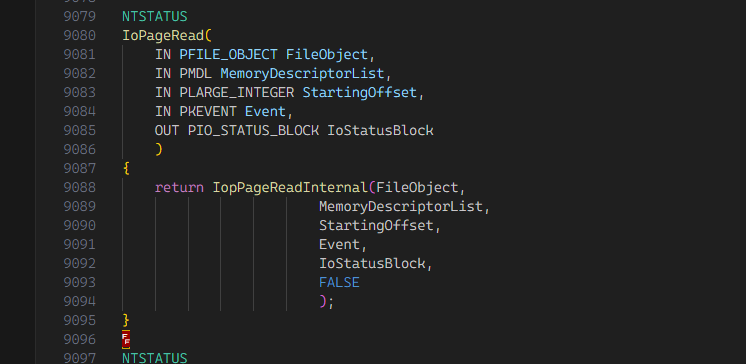 9079 NTSTATUS
9080 IoPageRead(
9081     IN PFILE_OBJECT FileObject,
9082     IN PMDL MemoryDescriptorList,
9083     IN PLARGE_INTEGER StartingOffset,
9084     IN PKEVENT Event,
9085     OUT PIO_STATUS_BLOCK IoStatusBlock
9086     )
9087 {
9088     return IopPageReadInternal(FileObject,
9089                         MemoryDescriptorList,
9090                         StartingOffset,
9091                         Event,
9092                         IoStatusBlock,
9093                         FALSE
9094                         );
9095 }
9096 FF
9097 NTSTATUS